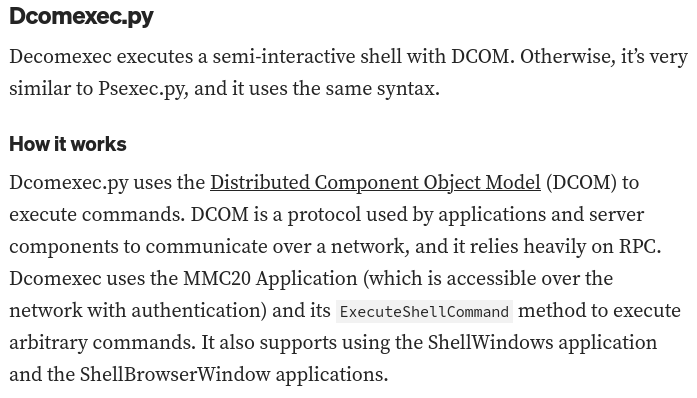 Dcomexec.py
Decomexec executes a semi-interactive shell with DCOM. Otherwise, it’s very
similar to Psexec.py, and it uses the same syntax.
How it works
Dcomexec.py uses the Distributed Component Object Model (DCOM) to
execute commands. DCOM is a protocol used by applications and server
components to communicate over a network, and it relies heavily on RPC.
Dcomexec uses the MMC20 Application (which is accessible over the
network with authentication) and its ExecuteShellCommand method to execute
arbitrary commands. It also supports using the ShellWindows application
and the ShellBrowserWindow applications.